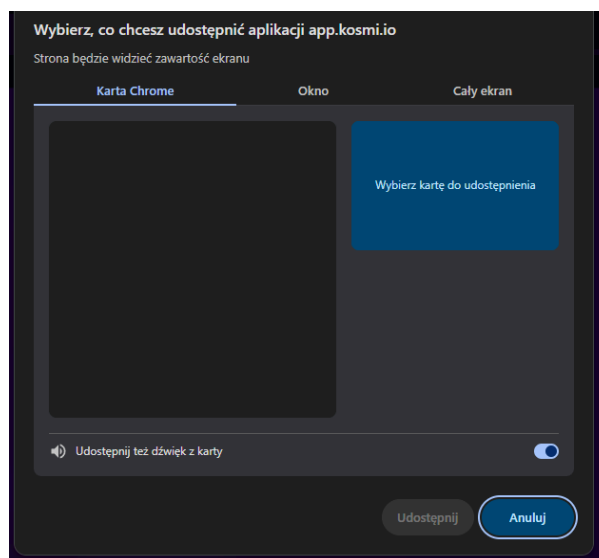 Wybierz, co chcesz udostępnić aplikacji app.kosmi.io
Strona będzie widzieć zawartość ekranu
Karta Chrome
Okno
Cały ekran
Wybierz kartę do udostępnienia
Udostępnij też dźwięk z karty
Udostępnij
Anuluj